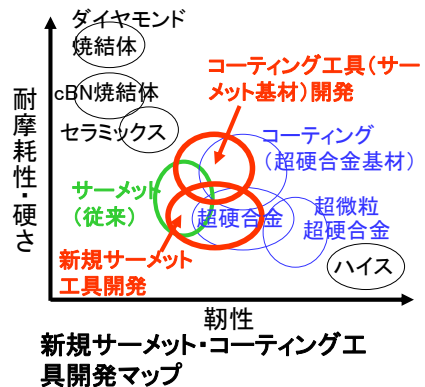 ダイヤモンド
焼結体
コーティング工具（サー
メット基材）開発
cBN焼結体
セラミックス
コーティング
（超硬合金基材）
耐摩耗性・硬さ
サーメット
（従来）
超硬合金
超微粒
超硬合金
新規サーメット
工具開発
ハイス
靭性
新規サーメット・コーティング工
具開発マップ